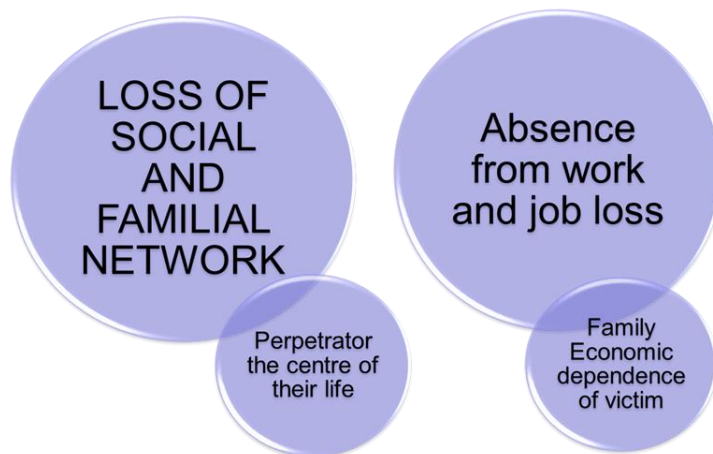 LOSS OF
SOCIAL
AND
FAMILIAL
NETWORK
Perpetrator
the centre of
their life
Absence
from work
and job loss
Family
Economic
dependence
of victim